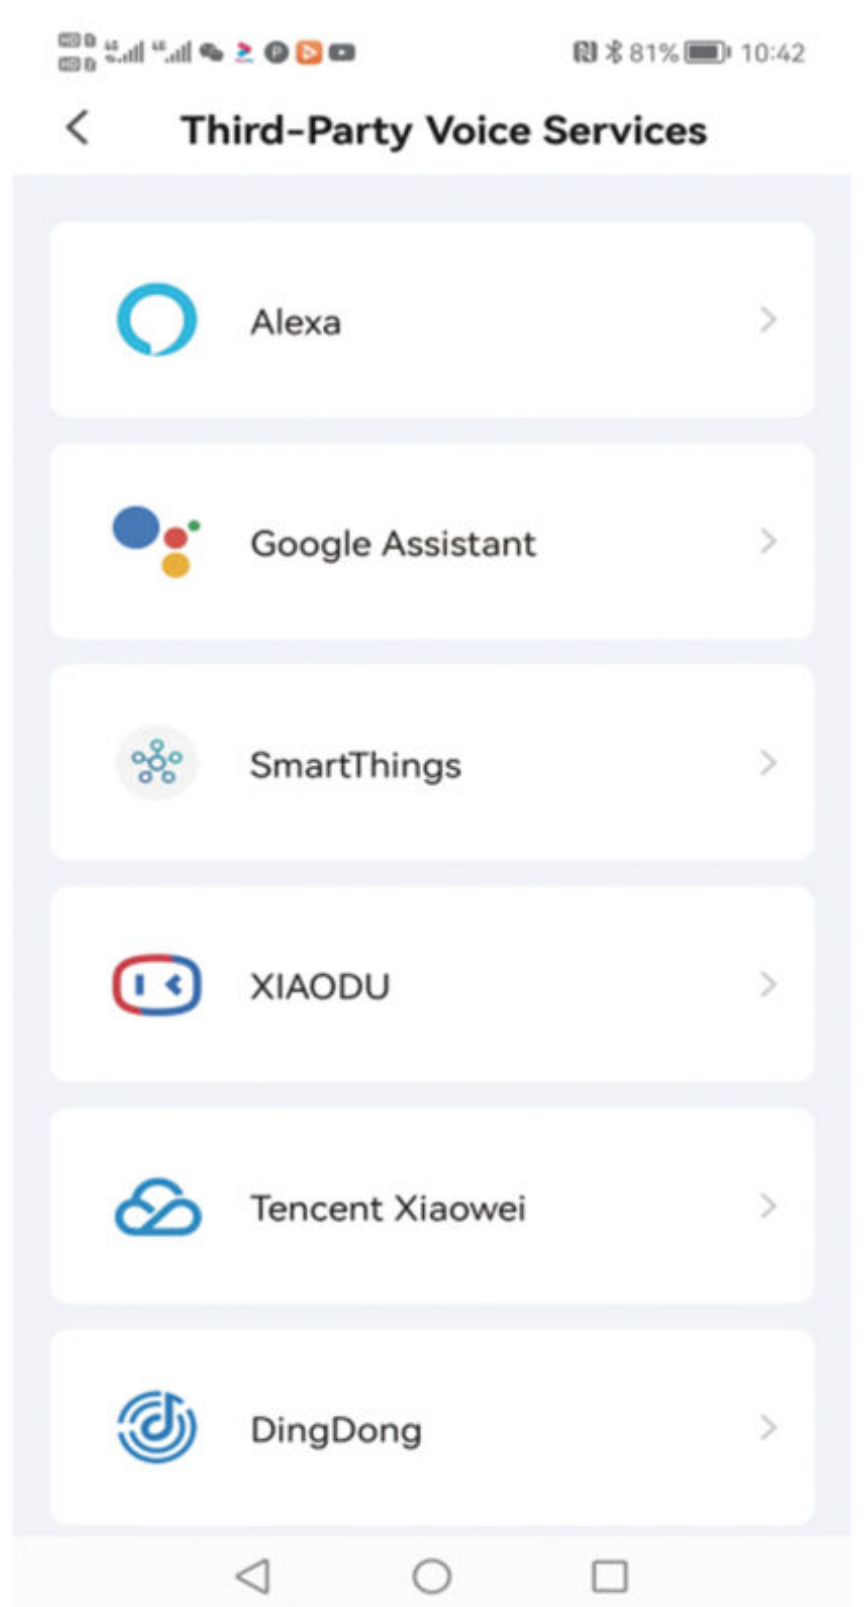 81% 10:42
Third-Party Voice Services
Alexa
Google Assistant
SmartThings
XIAODU
Tencent Xiaowei
DingDong